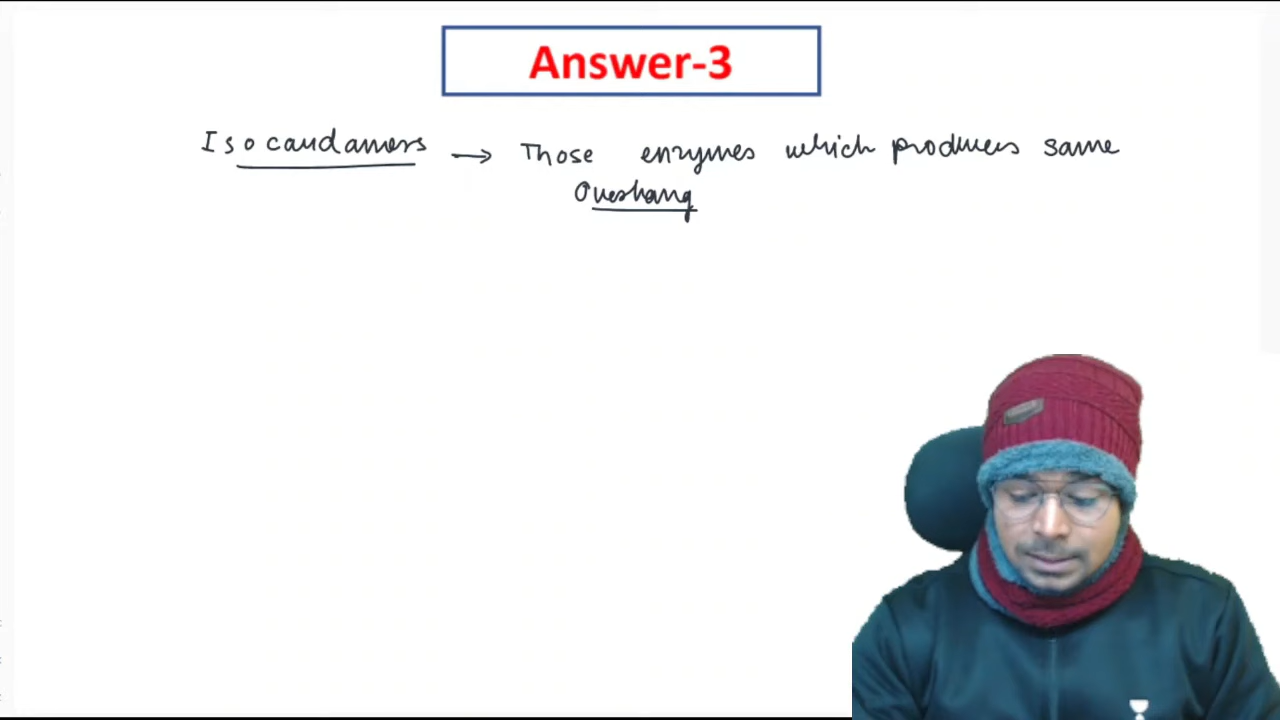 Answer-3
Isocaudamers → Those enzymes which produces same
Overhang